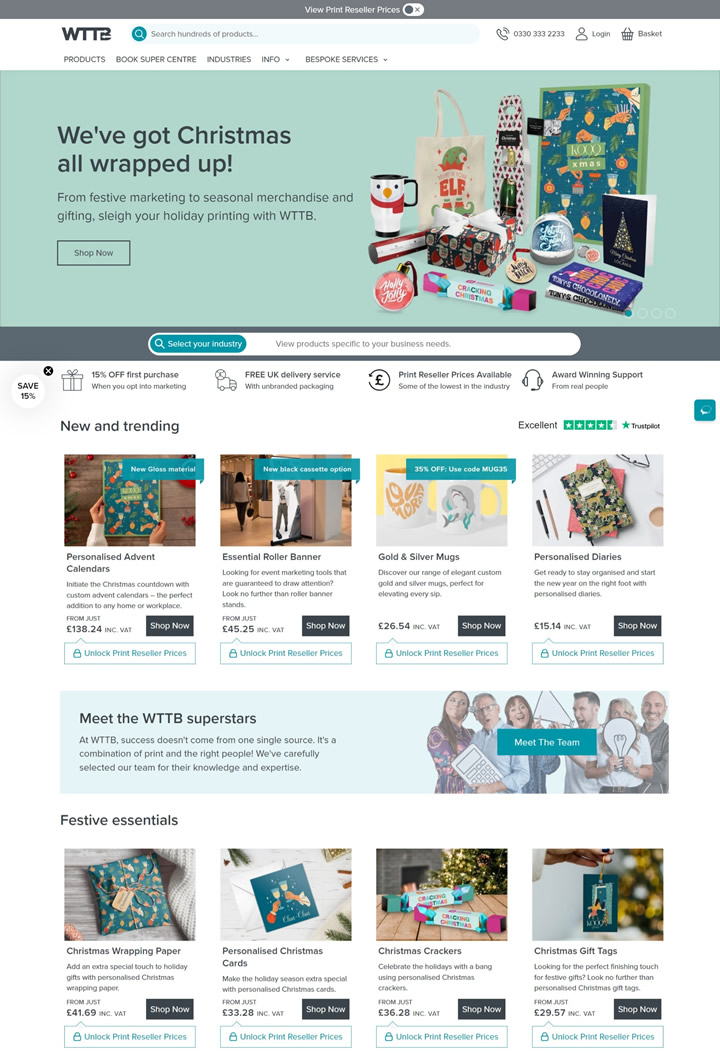 View Print Reseller Prices
WTTB
Search hundreds of products...
0330 333 2233
Login
Basket
PRODUCTS
BOOK SUPER CENTRE
INDUSTRIES
INFO
BESPOKE SERVICES
We've got Christmas
all wrapped up!
From festive marketing to seasonal merchandise and
gifting, sleigh your holiday printing with WTTB.
Shop Now
ELF
KOOO
xmas
Holly
Jolly
CRACKING
CHRISTMAS
TONY'S CHOCOLONELY
TONY'S CHOCOLONELY
Select your industry
View products specific to your business needs.
SAVE
15%
15% OFF first purchase
When you opt into marketing
FREE UK delivery service
With unbranded packaging
Print Reseller Prices Available
Some of the lowest in the industry
Award Winning Support
From real people
New and trending
Excellent
Trustpilot
New Gloss material
New black cassette option
35% OFF: Use code MUG35
Personalised Advent
Calendars
Initiate the Christmas countdown with
custom advent calendars – the perfect
addition to any home or workplace.
FROM JUST
£138.24 INC. VAT
Shop Now
Unlock Print Reseller Prices
Essential Roller Banner
Looking for event marketing tools that
are guaranteed to draw attention?
Look no further than roller banner
stands.
FROM JUST
£45.25 INC. VAT
Shop Now
Unlock Print Reseller Prices
Gold & Silver Mugs
Discover our range of elegant custom
gold and silver mugs, perfect for
elevating every sip.
£26.54 INC. VAT
Shop Now
Unlock Print Reseller Prices
Personalised Diaries
Get ready to stay organised and start
the new year on the right foot with
personalised diaries.
£15.14 INC. VAT
Shop Now
Unlock Print Reseller Prices
Meet the WTTB superstars
At WTTB, success doesn't come from one single source. It's a
combination of print and the right people! We've carefully
selected our team for their knowledge and expertise.
Meet The Team
Festive essentials
CRACKING
CHRISTMAS
CRACKING
CHRISTMAS
Christmas Wrapping Paper
Add an extra special touch to holiday
gifts with personalised Christmas
wrapping paper.
FROM JUST
£41.69 INC. VAT
Shop Now
Unlock Print Reseller Prices
Personalised Christmas
Cards
Make the holiday season extra special
with personalised Christmas cards.
FROM JUST
£33.28 INC. VAT
Shop Now
Unlock Print Reseller Prices
Christmas Crackers
Celebrate the holidays with a bang
using personalised Christmas
crackers.
FROM JUST
£36.28 INC. VAT
Shop Now
Unlock Print Reseller Prices
Christmas Gift Tags
Looking for the perfect finishing touch
for festive gifts? Look no further than
personalised Christmas gift tags.
FROM JUST
£29.57 INC. VAT
Shop Now
Unlock Print Reseller Prices